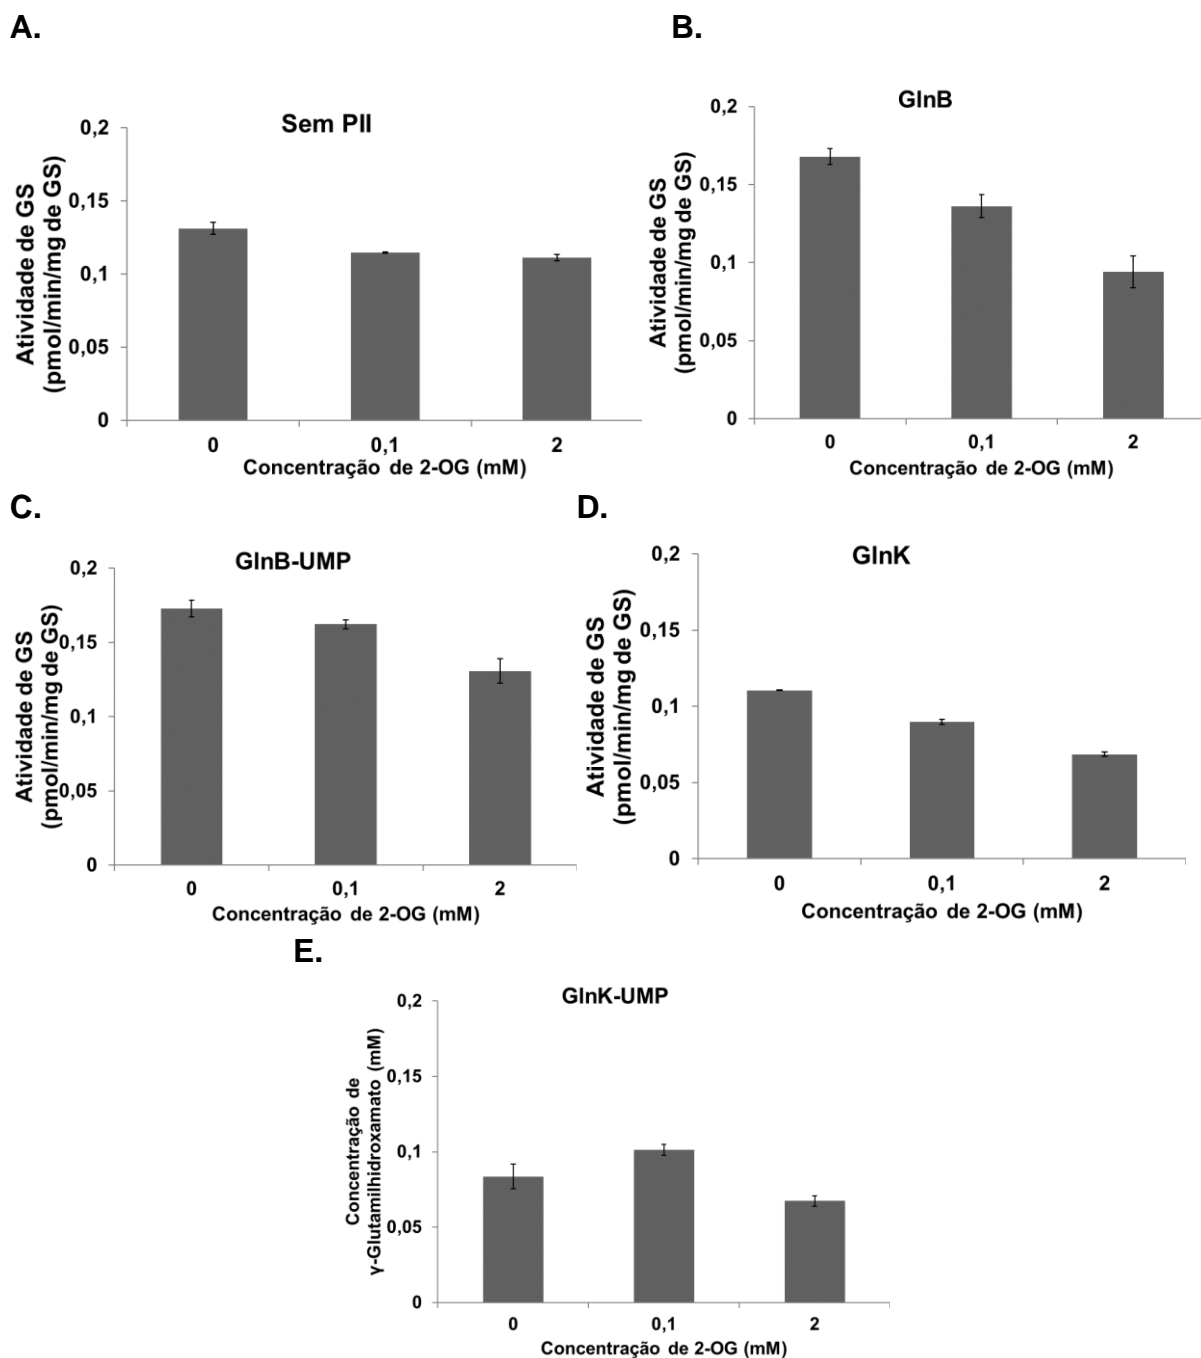 A.
Sem PII
Atividade de GS
(pmol/min/mg de GS)
0,2
0,15
0,1
0,05
0
0 0,1 2
Concentração de 2-OG (mM)
B.
GlnB
Atividade de GS
(pmol/min/mg de GS)
0,2
0,15
0,1
0,05
0
0 0,1 2
Concentração de 2-OG (mM)
C.
GlnB-UMP
Atividade de GS
(pmol/min/mg de GS)
0,2
0,15
0,1
0,05
0
0 0,1 2
Concentração de 2-OG (mM)
D.
GlnK
Atividade de GS
(pmol/min/mg de GS)
0,2
0,15
0,1
0,05
0
0 0,1 2
Concentração de 2-OG (mM)
E.
GlnK-UMP
Concentração de
γ-Glutamilhidroxamato (mM)
0,2
0,15
0,1
0,05
0
0 0,1 2
Concentração de 2-OG (mM)